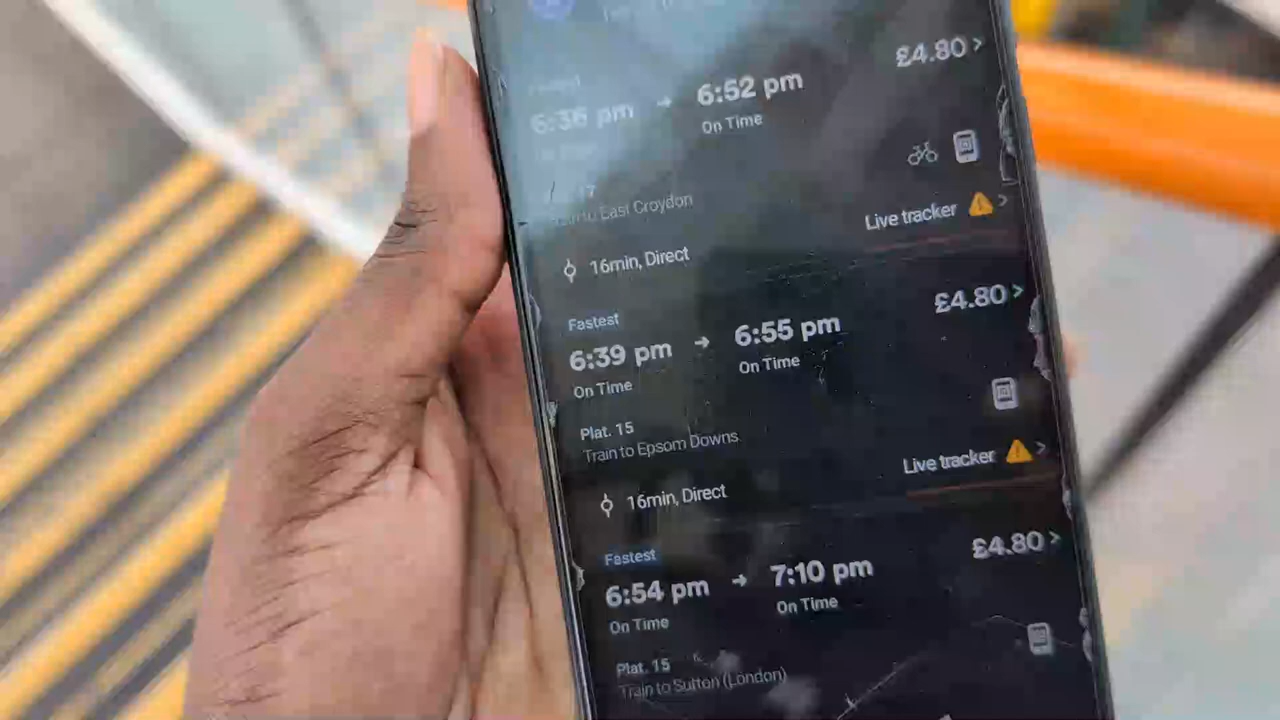 £4.80 >
6:36 pm → 6:52 pm
On Time
7
to East Croydon
Live tracker >
16min, Direct
£4.80 >
Fastest
6:39 pm → 6:55 pm
On Time On Time
Plat. 15
Train to Epsom Downs
Live tracker >
16min, Direct
£4.80 >
Fastest
6:54 pm → 7:10 pm
On Time On Time
Plat. 15
Train to Sutton (London)